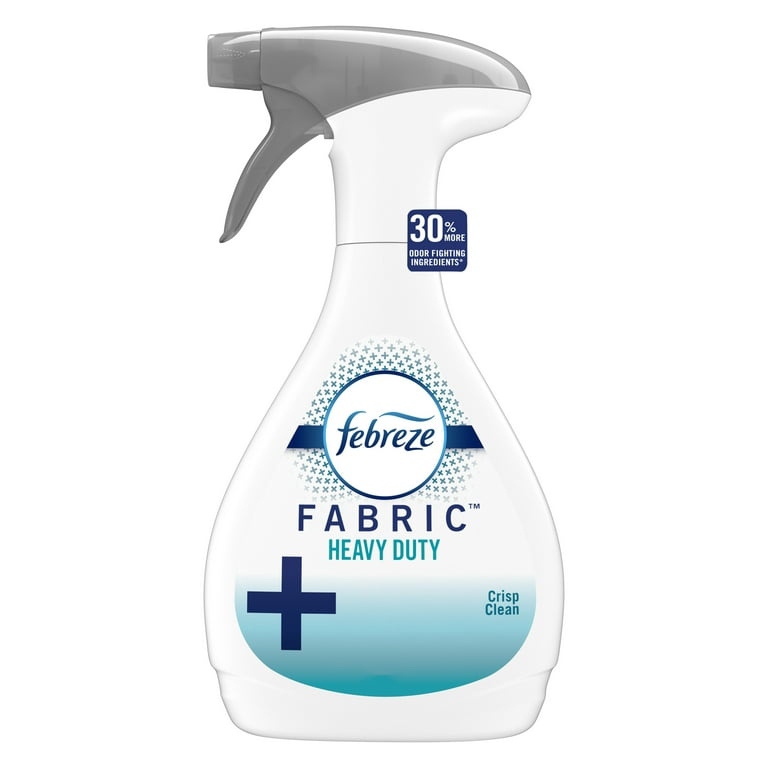 30% MORE
ODOR FIGHTING
INGREDIENTS*
febreze
FABRIC™
HEAVY DUTY
Crisp
Clean